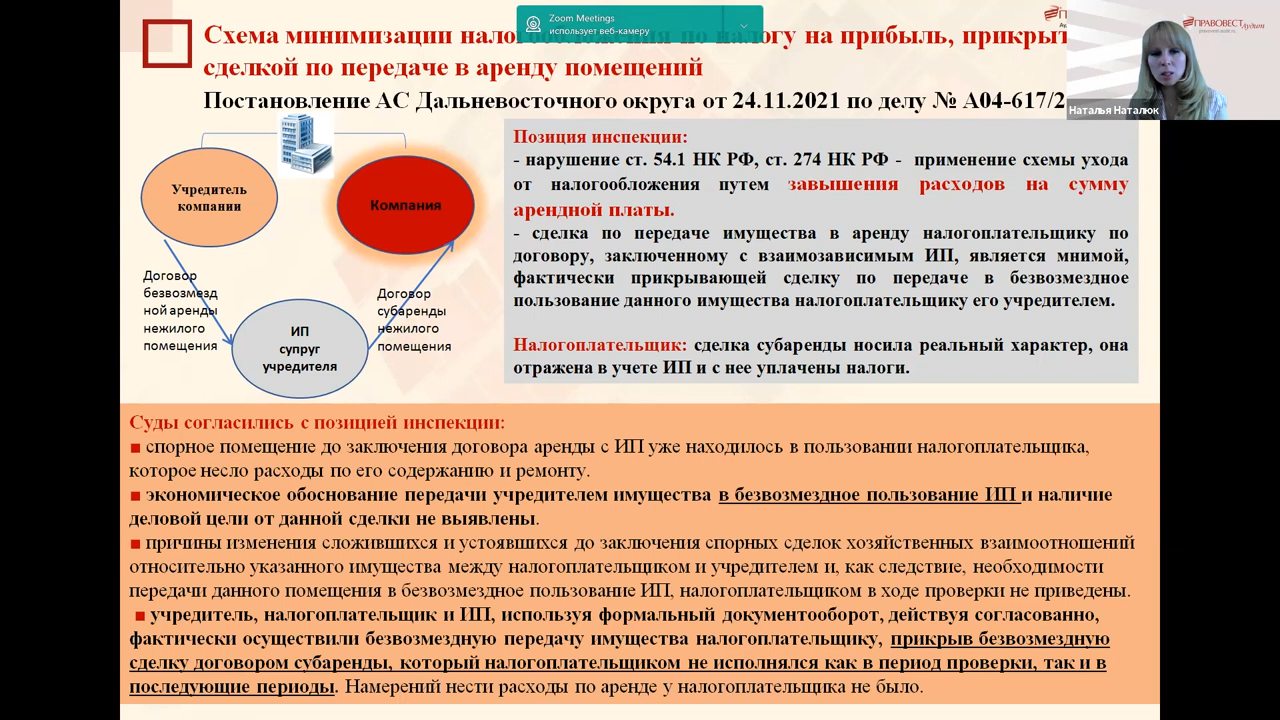 Zoom Meetings
использует веб-камеру
Схема минимизации по налогу на прибыль,
сделкой по передаче в аренду помещений
Постановление АС Дальневосточного округа от 24.11.2021 по делу № А04-617/2
ПРАВОВЕСТ Аудит
Наталья Наталюк
Учредитель
компании
Компания
Договор
безвозмезд
ной аренды
нежилого
помещения
Договор
субаренды
нежилого
помещения
ИП
супруг
учредителя
Позиция инспекции:
- нарушение ст. 54.1 НК РФ, ст. 274 НК РФ - применение схемы ухода
от налогообложения путем завышения расходов на сумму
арендной платы.
- сделка по передаче имущества в аренду налогоплательщику по
договору, заключенному с взаимозависимым ИП, является мнимой,
фактически прикрывающей сделку по передаче в безвозмездное
пользование данного имущества налогоплательщику его учредителем.
Налогоплательщик: сделка субаренды носила реальный характер, она
отражена в учете ИП и с нее уплачены налоги.
Суды согласились с позицией инспекции:
■ спорное помещение до заключения договора аренды с ИП уже находилось в пользовании налогоплательщика,
которое несло расходы по его содержанию и ремонту.
■ экономическое обоснование передачи учредителем имущества в безвозмездное пользование ИП и наличие
деловой цели от данной сделки не выявлены.
■ причины изменения сложившихся и устоявшихся до заключения спорных сделок хозяйственных взаимоотношений
относительно указанного имущества между налогоплательщиком и учредителем и, как следствие, необходимости
передачи данного помещения в безвозмездное пользование ИП, налогоплательщиком в ходе проверки не приведены.
■ учредитель, налогоплательщик и ИП, используя формальный документооборот, действуя согласованно,
фактически осуществили безвозмездную передачу имущества налогоплательщику, прикрыв безвозмездную
сделку договором субаренды, который налогоплательщиком не исполнялся как в период проверки, так и в
последующие периоды. Намерений нести расходы по аренде у налогоплательщика не было.